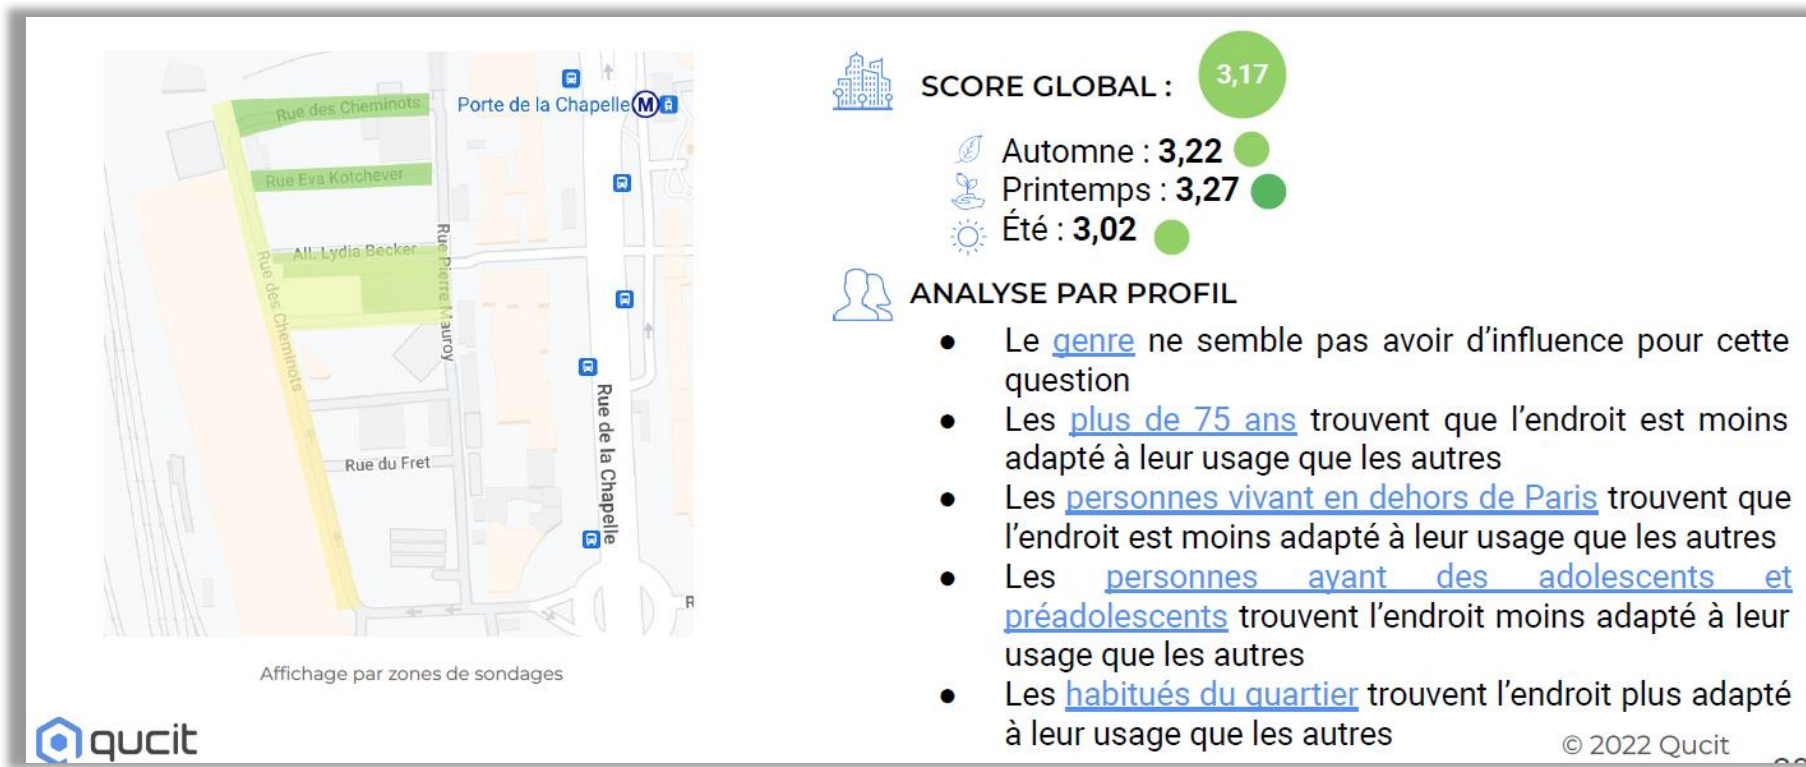 Rue des Cheminots
Porte de la Chapelle M
Rue Eva Kotchever
All. Lydia Becker
Rue Pierre Mauroy
Rue des Cheminots
Rue du Fret
Rue de la Chapelle
R
Affichage par zones de sondages
qucit
SCORE GLOBAL : 3,17
Automne : 3,22
Printemps : 3,27
Été : 3,02
ANALYSE PAR PROFIL
● Le genre ne semble pas avoir d’influence pour cette
question
● Les plus de 75 ans trouvent que l’endroit est moins
adapté à leur usage que les autres
● Les personnes vivant en dehors de Paris trouvent que
l’endroit est moins adapté à leur usage que les autres
● Les personnes ayant des adolescents et
préadolescents trouvent l’endroit moins adapté à leur
usage que les autres
● Les habitués du quartier trouvent l’endroit plus adapté
à leur usage que les autres
© 2022 Qucit